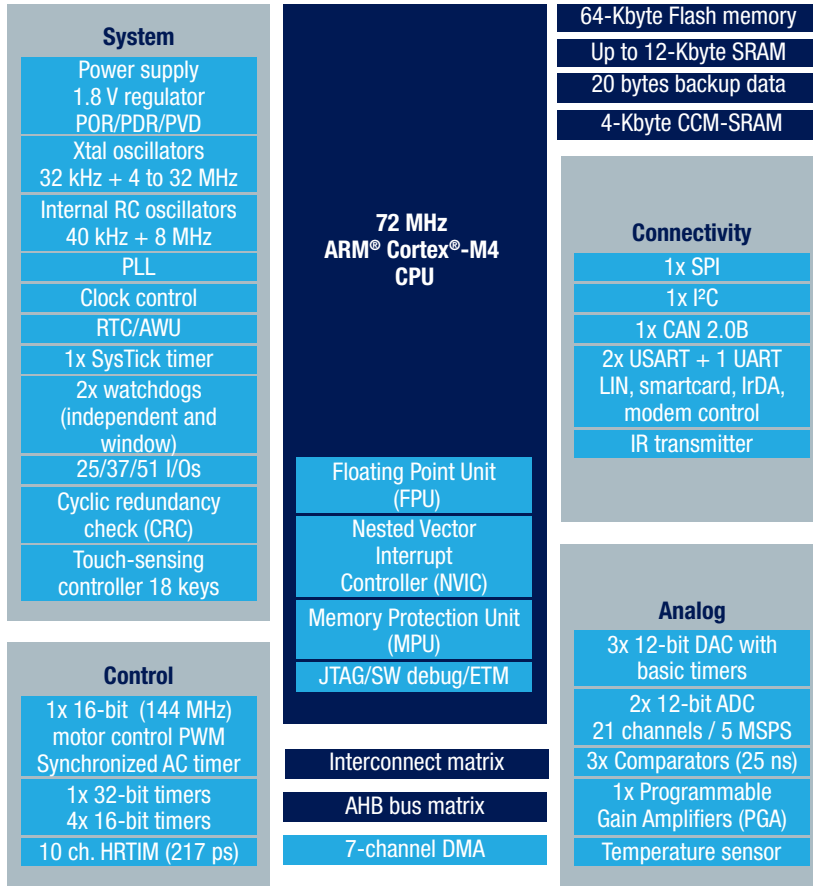 System
Power supply
1.8 V regulator
POR/PDR/PVD
Xtal oscillators
32 kHz + 4 to 32 MHz
Internal RC oscillators
40 kHz + 8 MHz
PLL
Clock control
RTC/AWU
1x SysTick timer
2x watchdogs
(independent and
window)
25/37/51 I/Os
Cyclic redundancy
check (CRC)
Touch-sensing
controller 18 keys
Control
1x 16-bit (144 MHz)
motor control PWM
Synchronized AC timer
1x 32-bit timers
4x 16-bit timers
10 ch. HRTIM (217 ps)
72 MHz
ARM® Cortex®-M4
CPU
Floating Point Unit
(FPU)
Nested Vector
Interrupt
Controller (NVIC)
Memory Protection Unit
(MPU)
JTAG/SW debug/ETM
Interconnect matrix
AHB bus matrix
7-channel DMA
64-Kbyte Flash memory
Up to 12-Kbyte SRAM
20 bytes backup data
4-Kbyte CCM-SRAM
Connectivity
1x SPI
1x I²C
1x CAN 2.0B
2x USART + 1 UART
LIN, smartcard, IrDA,
modem control
IR transmitter
Analog
3x 12-bit DAC with
basic timers
2x 12-bit ADC
21 channels / 5 MSPS
3x Comparators (25 ns)
1x Programmable
Gain Amplifiers (PGA)
Temperature sensor